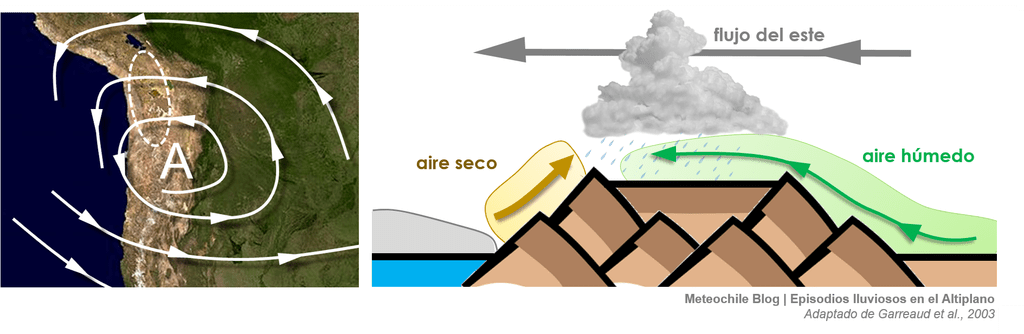 A
flujo del este
aire seco
aire húmedo
Meteochile Blog | Episodios lluviosos en el Altiplano
Adaptado de Garreaud et al., 2003